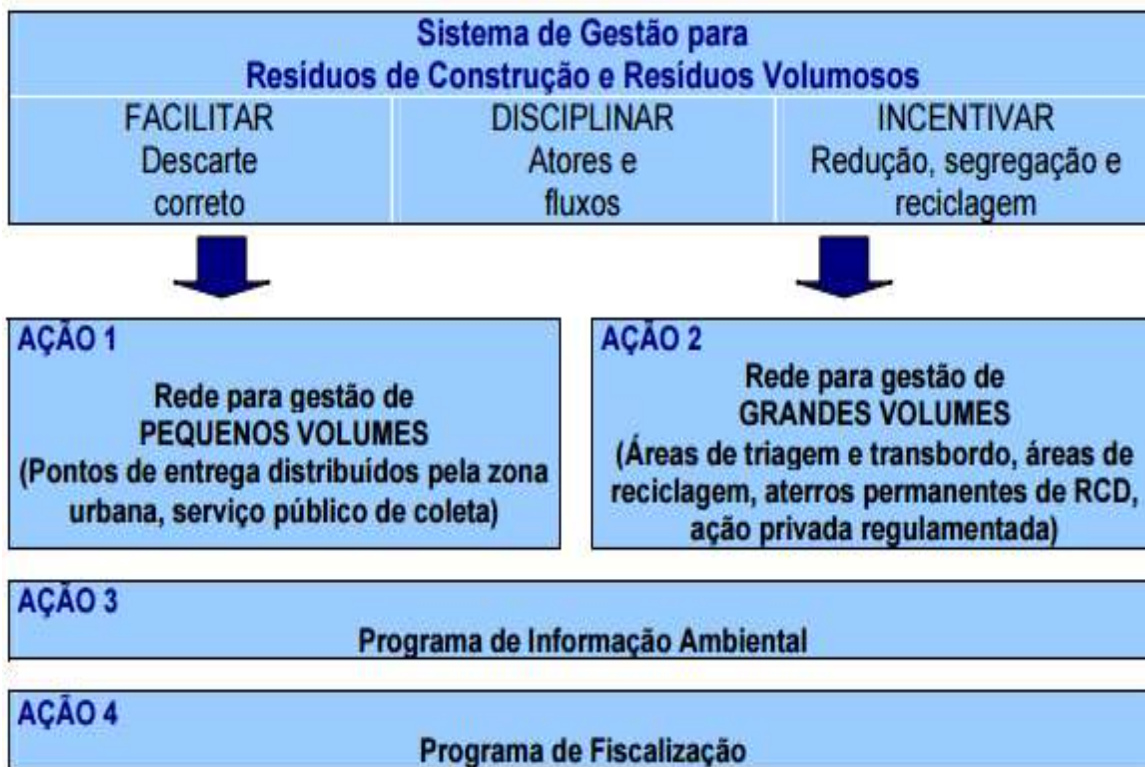 Sistema de Gestão para
Resíduos de Construção e Resíduos Volumosos
FACILITAR
Descarte
correto
DISCIPLINAR
Atores e
fluxos
INCENTIVAR
Redução, segregação e
reciclagem
AÇÃO 1
Rede para gestão de
PEQUENOS VOLUMES
(Pontos de entrega distribuídos pela zona
urbana, serviço público de coleta)
AÇÃO 2
Rede para gestão de
GRANDES VOLUMES
(Áreas de triagem e transbordo, áreas de
reciclagem, aterros permanentes de RCD,
ação privada regulamentada)
AÇÃO 3
Programa de Informação Ambiental
AÇÃO 4
Programa de Fiscalização